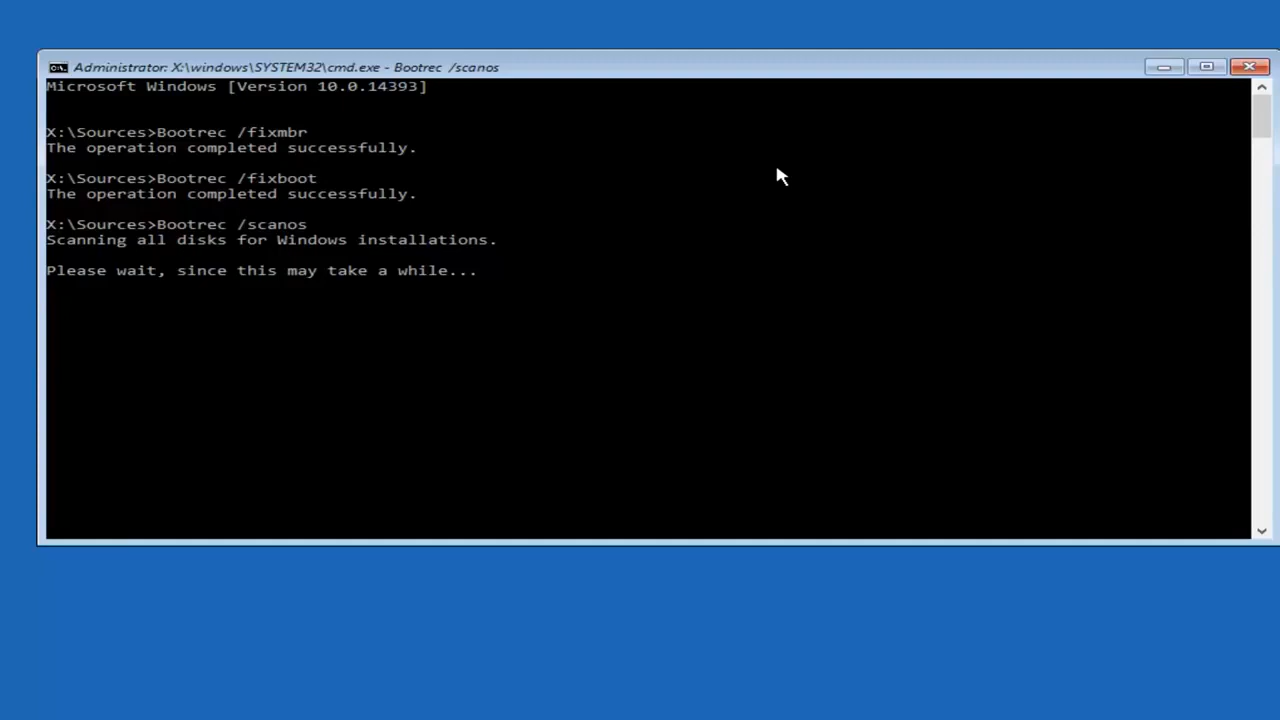 Administrator: X:\windows\SYSTEM32\cmd.exe - Bootrec /scanos
Microsoft Windows [Version 10.0.14393]
X:\Sources>Bootrec /fixmbr
The operation completed successfully.
X:\Sources>Bootrec /fixboot
The operation completed successfully.
X:\Sources>Bootrec /scanos
Scanning all disks for Windows installations.
Please wait, since this may take a while...